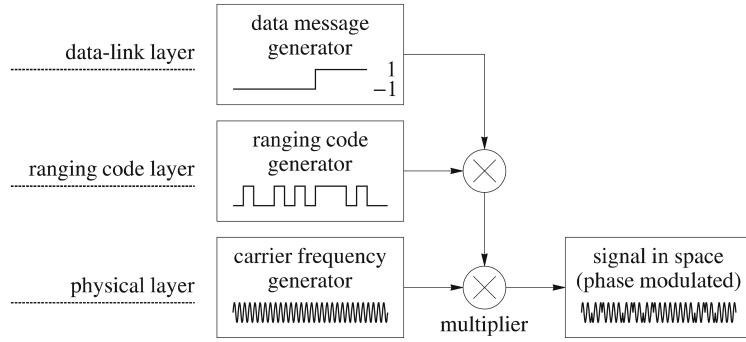 data-link layer
data message
generator
1
−1
ranging code layer
ranging code
generator
physical layer
carrier frequency
generator
multiplier
signal in space
(phase modulated)